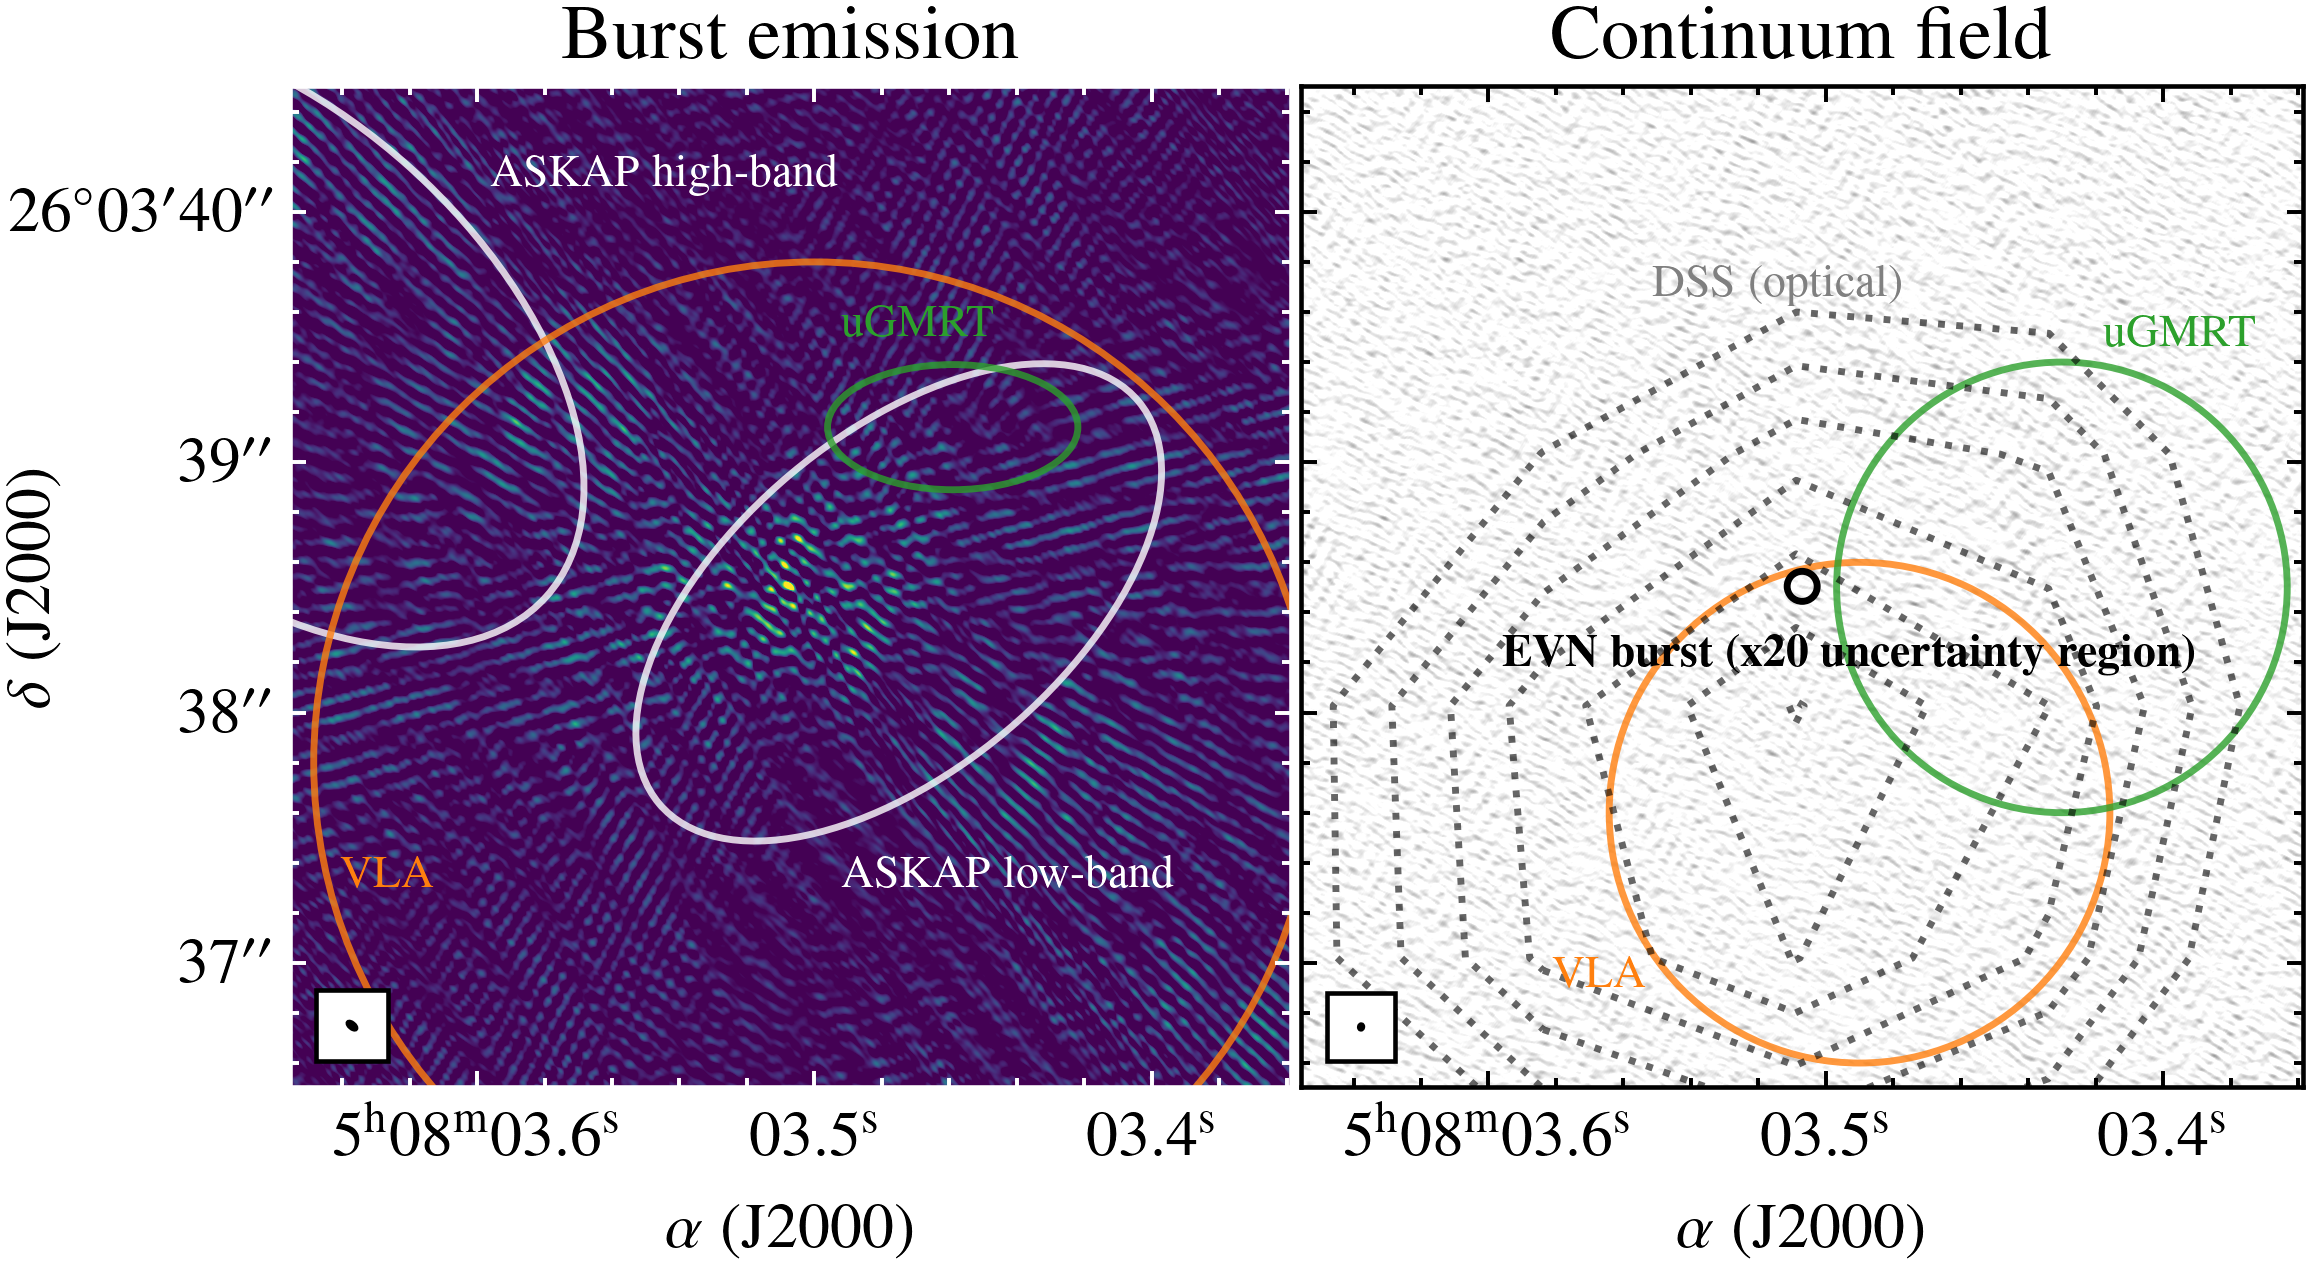 Burst emission
Continuum field
ASKAP high-band
uGMRT
VLA
ASKAP low-band
DSS (optical)
uGMRT
EVN burst (x20 uncertainty region)
VLA
26°03′40″
39″
38″
37″
δ (J2000)
5ʰ08ᵐ03.6ˢ
03.5ˢ
03.4ˢ
5ʰ08ᵐ03.6ˢ
03.5ˢ
03.4ˢ
α (J2000)
α (J2000)